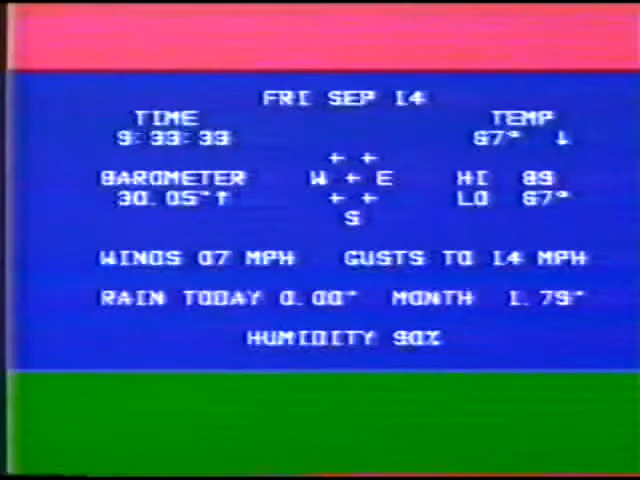 FRI SEP 14
TIME TEMP
9:33:33 67° ↓
+ +
BAROMETER W + E HI 89
30.05"↑ + + LO 67°
S
WINDS 07 MPH GUSTS TO 14 MPH
RAIN TODAY 0.00" MONTH 1.79"
HUMIDITY 90%